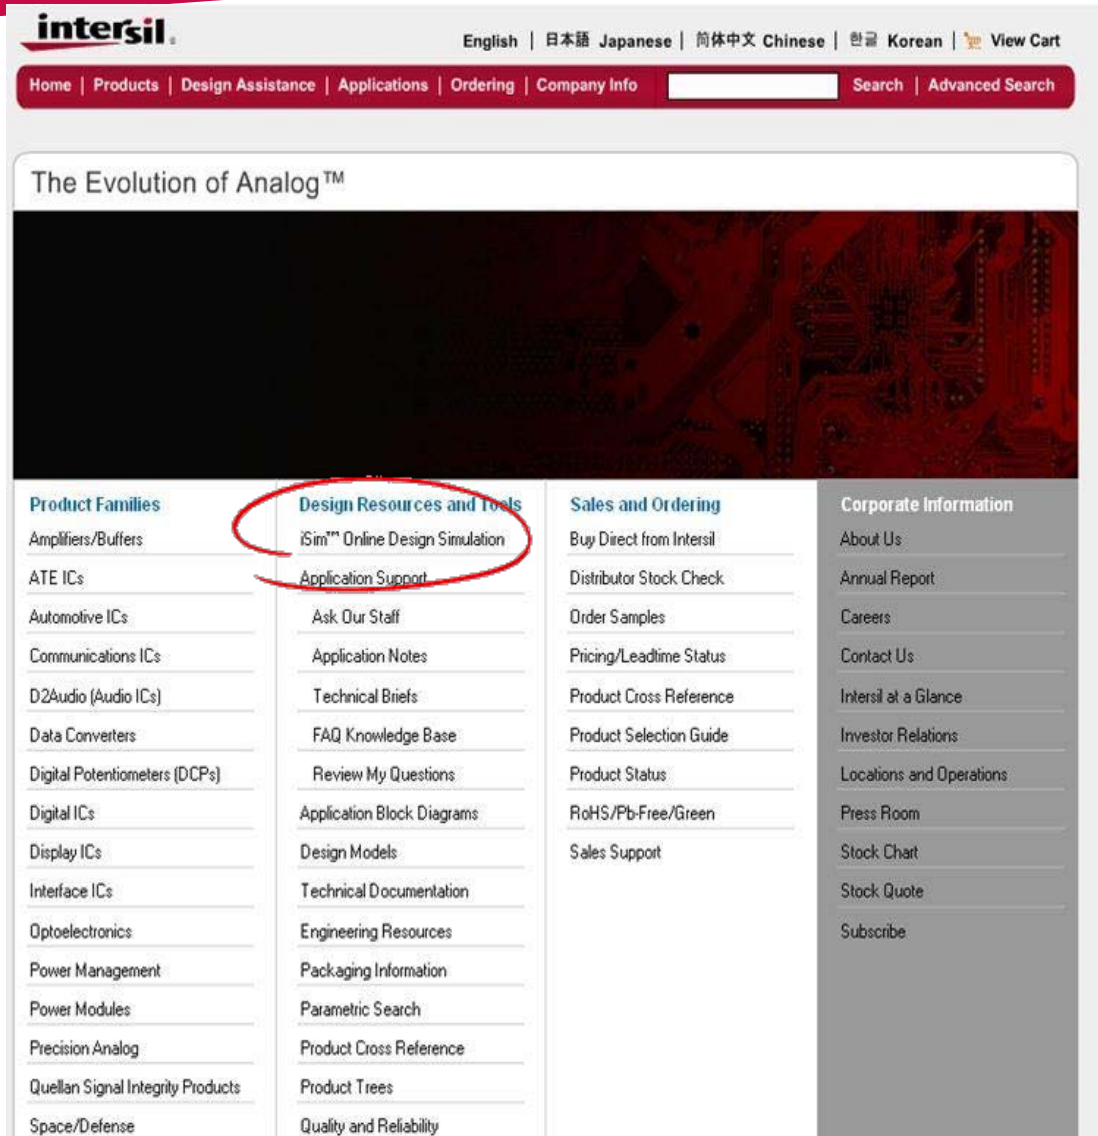 intersil
English | 日本語 Japanese | 简体中文 Chinese | 한글 Korean | View Cart
Home | Products | Design Assistance | Applications | Ordering | Company Info
Search | Advanced Search
The Evolution of Analog™
Product Families
Amplifiers/Buffers
ATE ICs
Automotive ICs
Communications ICs
D2Audio (Audio ICs)
Data Converters
Digital Potentiometers (DCPs)
Digital ICs
Display ICs
Interface ICs
Optoelectronics
Power Management
Power Modules
Precision Analog
Quellan Signal Integrity Products
Space/Defense
Design Resources and Tools
iSim™ Online Design Simulation
Application Support
Ask Our Staff
Application Notes
Technical Briefs
FAQ Knowledge Base
Review My Questions
Application Block Diagrams
Design Models
Technical Documentation
Engineering Resources
Packaging Information
Parametric Search
Product Cross Reference
Product Trees
Quality and Reliability
Sales and Ordering
Buy Direct from Intersil
Distributor Stock Check
Order Samples
Pricing/Leadtime Status
Product Cross Reference
Product Selection Guide
Product Status
RoHS/Pb-Free/Green
Sales Support
Corporate Information
About Us
Annual Report
Careers
Contact Us
Intersil at a Glance
Investor Relations
Locations and Operations
Press Room
Stock Chart
Stock Quote
Subscribe